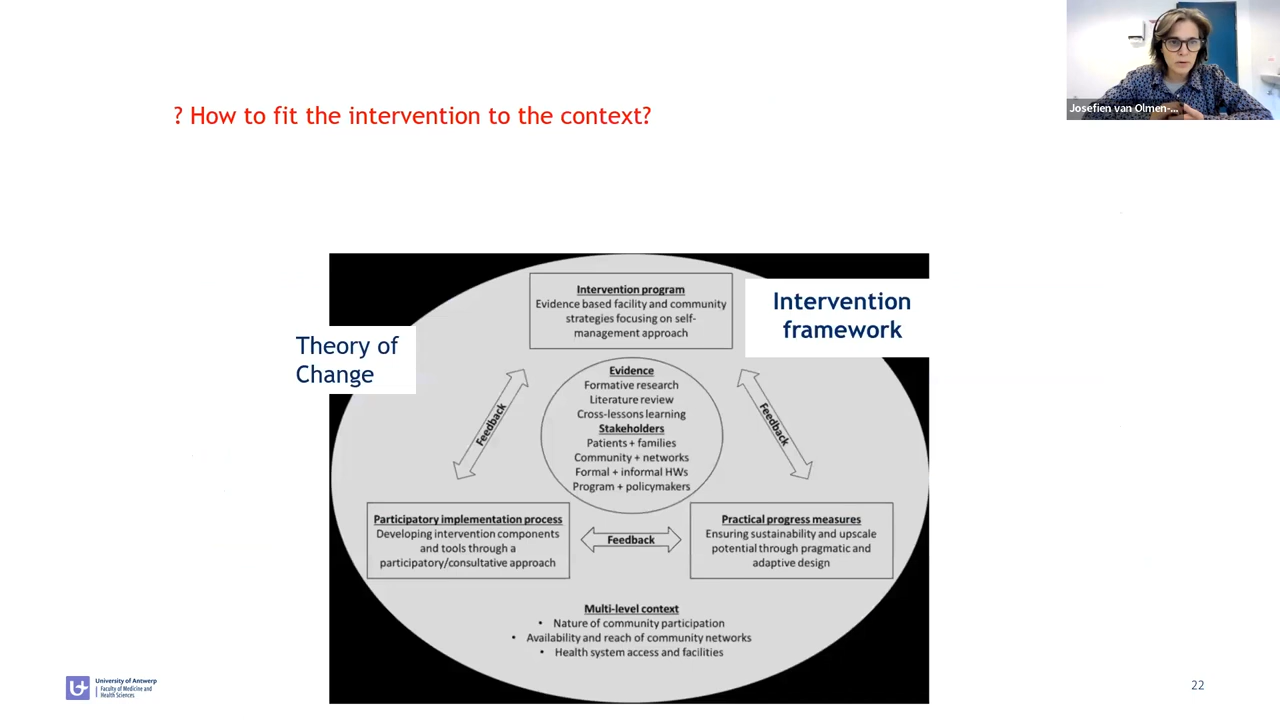 ? How to fit the intervention to the context?
Josefien van Olmen-...
Theory of
Change
Intervention
framework
Intervention program
Evidence based facility and community
strategies focusing on self-
management approach
Evidence
Formative research
Literature review
Cross-lessons learning
Stakeholders
Patients + families
Community + networks
Formal + informal HWs
Program + policymakers
Feedback
Feedback
Participatory implementation process
Developing intervention components
and tools through a
participatory/consultative approach
Feedback
Practical progress measures
Ensuring sustainability and upscale
potential through pragmatic and
adaptive design
Multi-level context
• Nature of community participation
• Availability and reach of community networks
• Health system access and facilities
University of Antwerp
Faculty of Medicine and
Health Sciences
22